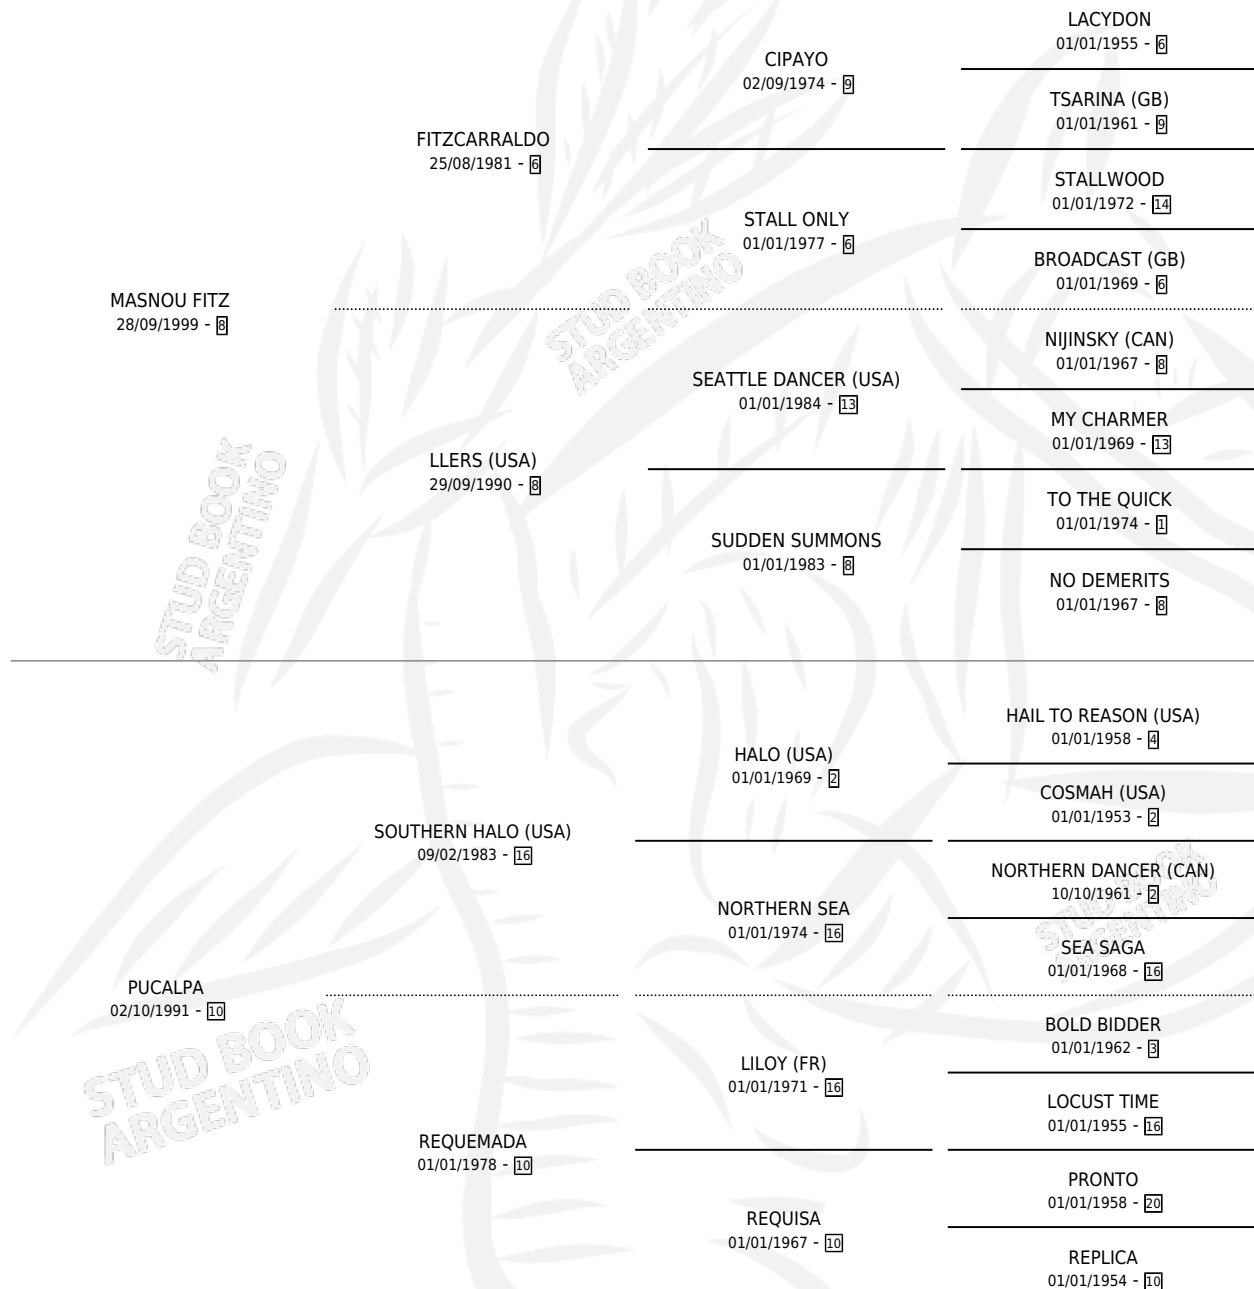 LACYDON
01/01/1955 - 6
CIPAYO
02/09/1974 - 9
TSARINA (GB)
01/01/1961 - 9
FITZCARRALDO
25/08/1981 - 6
STALLWOOD
01/01/1972 - 14
STALL ONLY
01/01/1977 - 6
BROADCAST (GB)
01/01/1969 - 6
MASNOU FITZ
28/09/1999 - 8
NIJINSKY (CAN)
01/01/1967 - 8
SEATTLE DANCER (USA)
01/01/1984 - 13
MY CHARMER
01/01/1969 - 13
LLERS (USA)
29/09/1990 - 8
TO THE QUICK
01/01/1974 - 1
SUDDEN SUMMONS
01/01/1983 - 8
NO DEMERITS
01/01/1967 - 8
HAIL TO REASON (USA)
01/01/1958 - 4
HALO (USA)
01/01/1969 - 2
COSMAH (USA)
01/01/1953 - 2
SOUTHERN HALO (USA)
09/02/1983 - 16
NORTHERN DANCER (CAN)
10/10/1961 - 2
NORTHERN SEA
01/01/1974 - 16
SEA SAGA
01/01/1968 - 16
PUCALPA
02/10/1991 - 10
BOLD BIDDER
01/01/1962 - 3
LILOY (FR)
01/01/1971 - 16
LOCUST TIME
01/01/1955 - 16
REQUEMADA
01/01/1978 - 10
PRONTO
01/01/1958 - 20
REQUISA
01/01/1967 - 10
REPLICA
01/01/1954 - 10
STUD BOOK
ARGENTINO
STUD BOOK
ARGENTINO
STUD BOOK
ARGENTINO
STUD BOOK
ARGENTINO